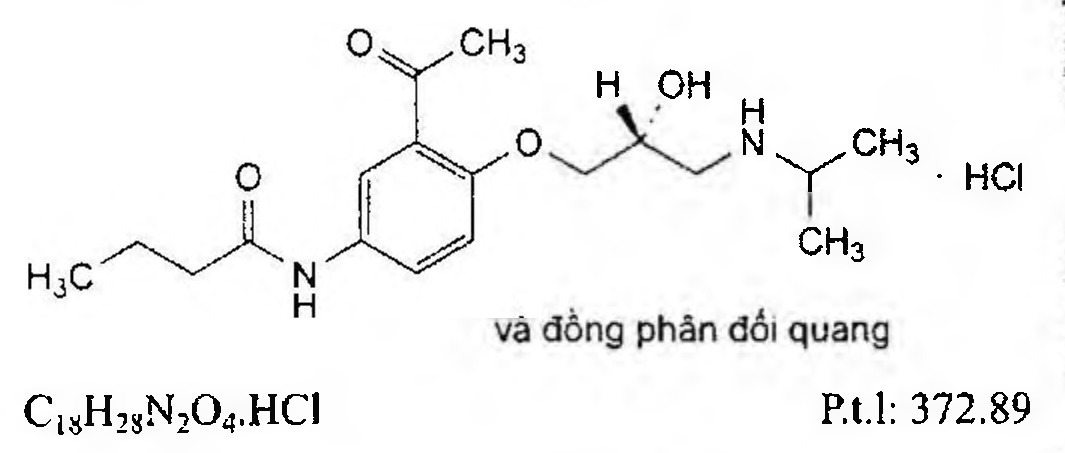 O CH₃
H OH
H
O N CH₃
O · HCl
CH₃
H₃C N
H
và đồng phân đối quang
C₁₈H₂₈N₂O₄.HCl P.t.l: 372.89